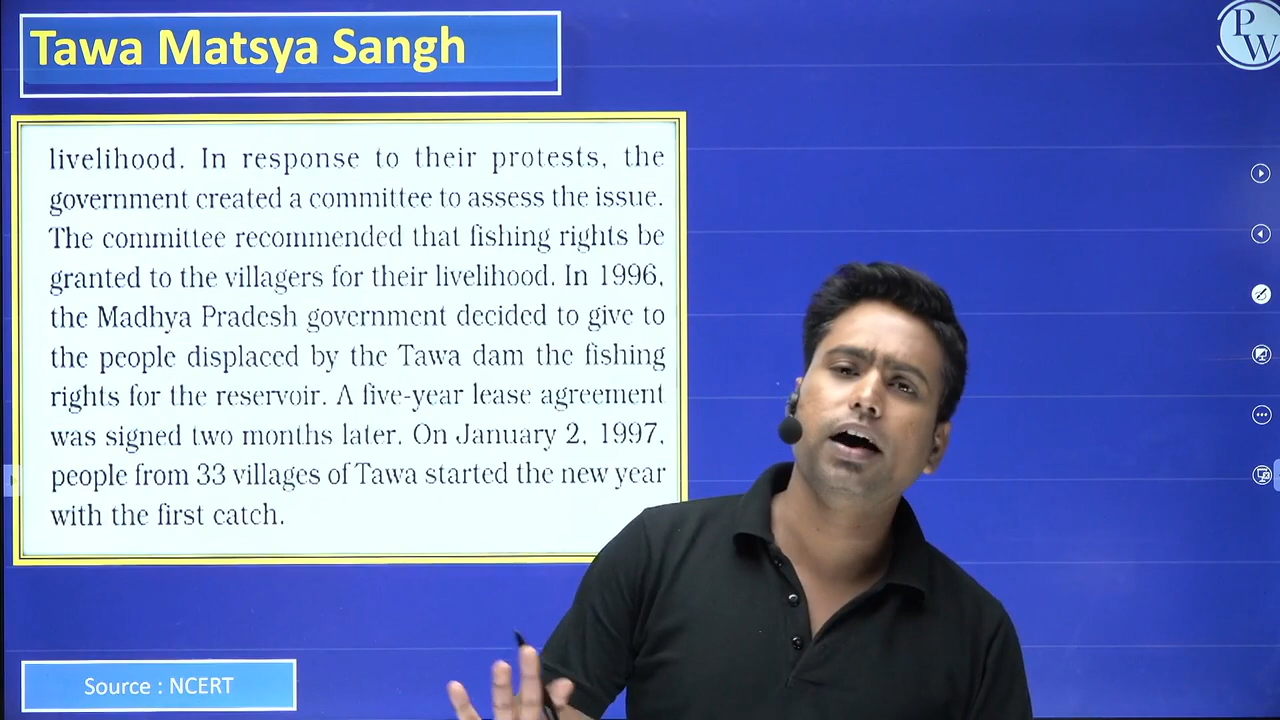 Tawa Matsya Sangh
PW
livelihood. In response to their protests, the
government created a committee to assess the issue.
The committee recommended that fishing rights be
granted to the villagers for their livelihood. In 1996,
the Madhya Pradesh government decided to give to
the people displaced by the Tawa dam the fishing
rights for the reservoir. A five-year lease agreement
was signed two months later. On January 2, 1997,
people from 33 villages of Tawa started the new year
with the first catch.
Source : NCERT